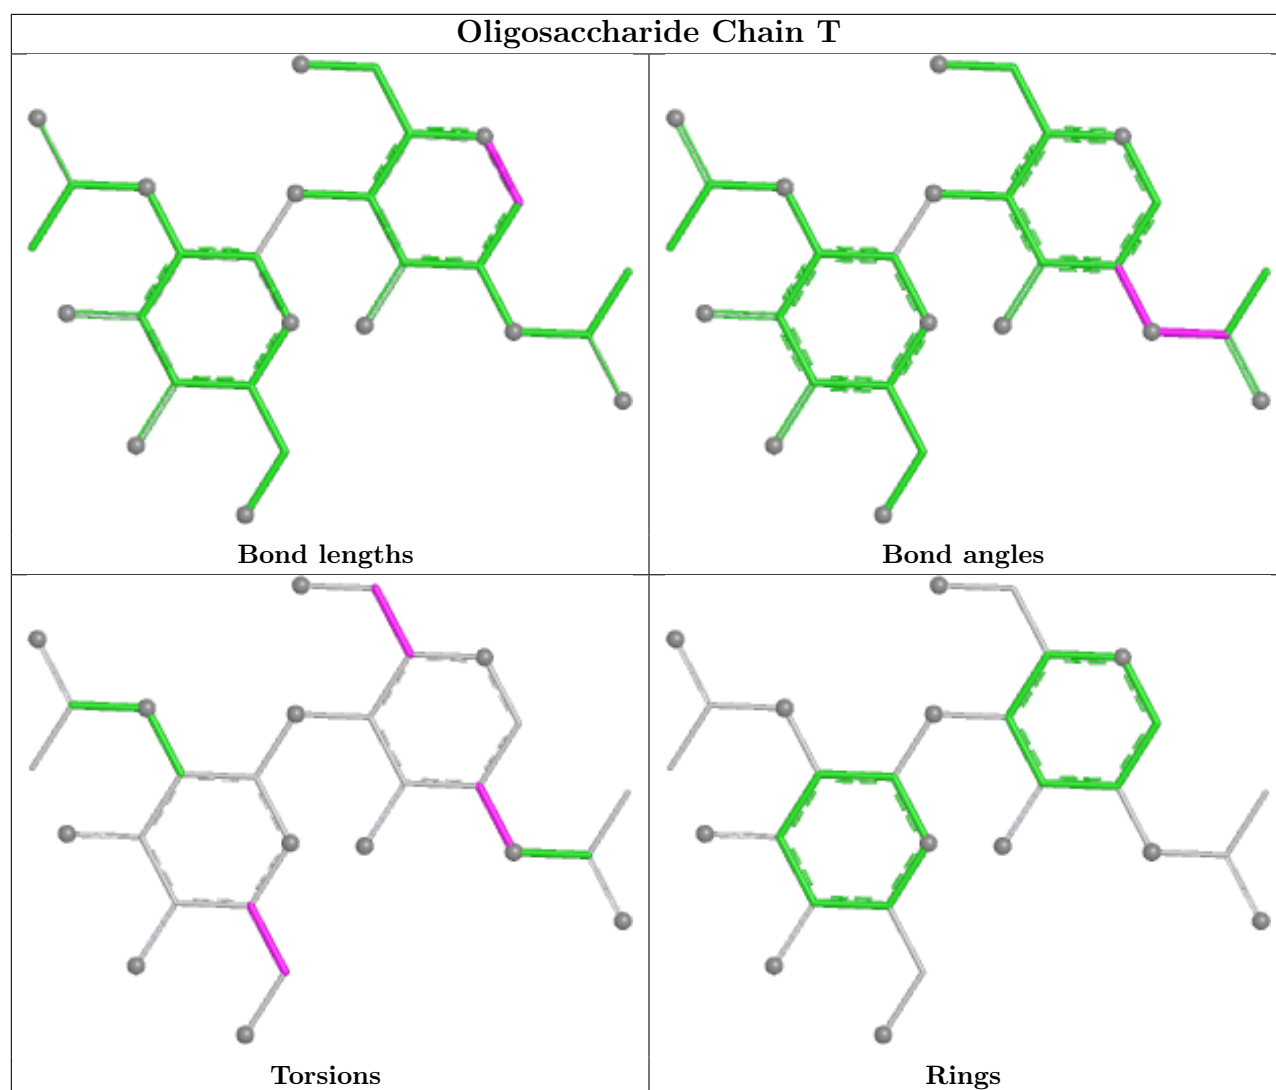 Oligosaccharide Chain T
Bond lengths
Bond angles
Torsions
Rings